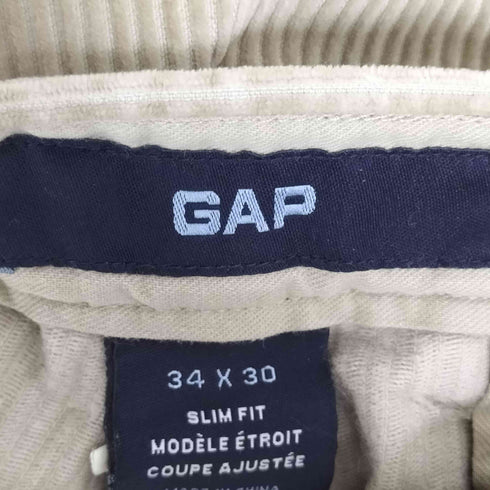 GAP
34 X 30
SLIM FIT
MODÈLE ÉTROIT
COUPE AJUSTÉE